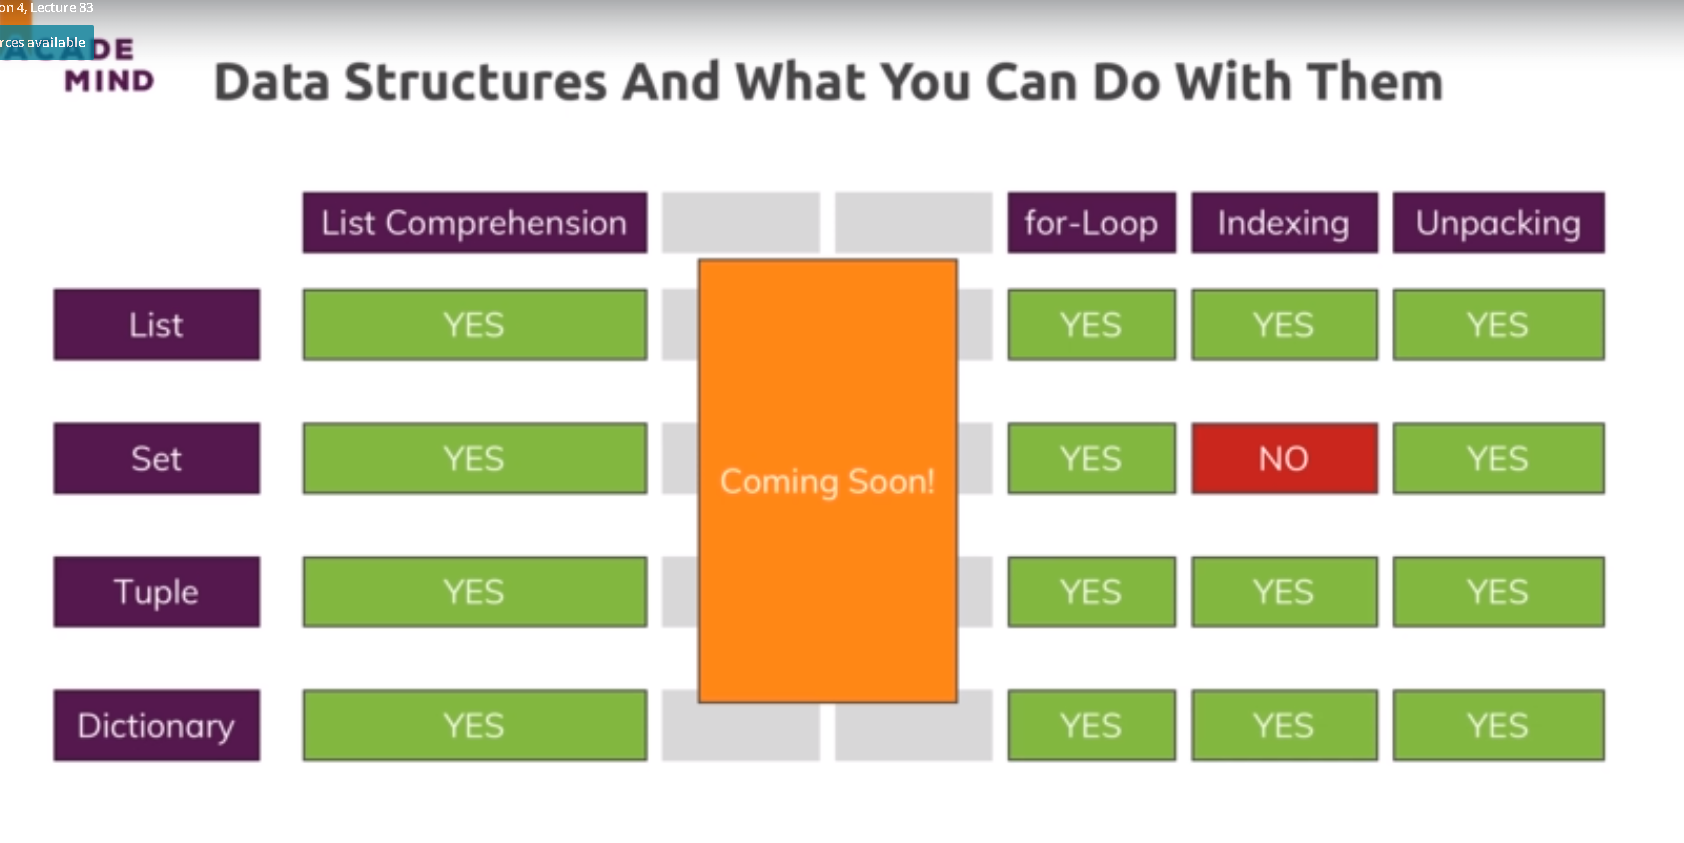 on 4, Lecture 83
rces available
ACADE
MIND
Data Structures And What You Can Do With Them
List Comprehension for-Loop Indexing Unpacking
List YES YES YES YES
Coming Soon!
Set YES YES NO YES
Tuple YES YES YES YES
Dictionary YES YES YES YES